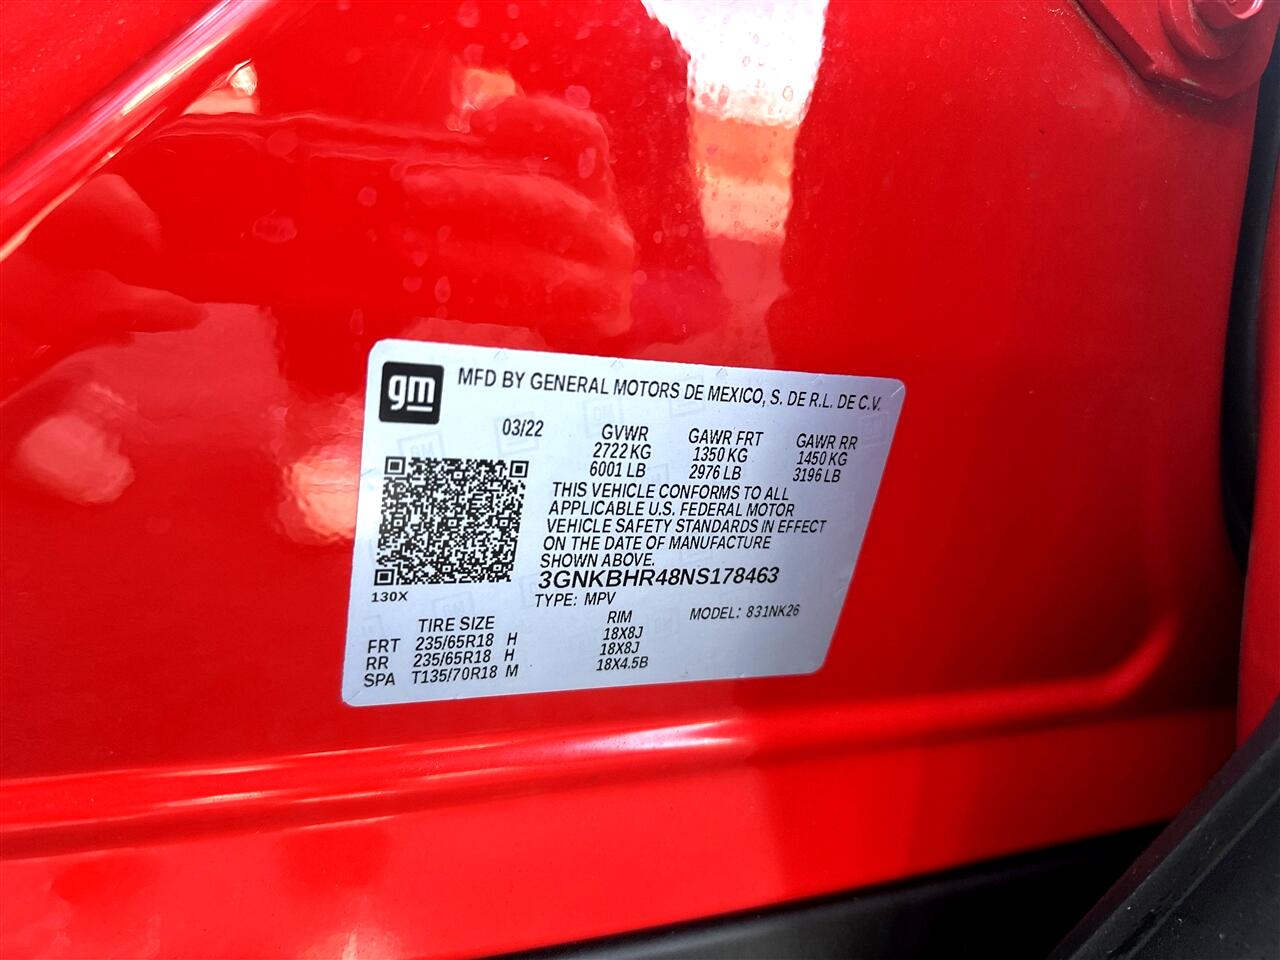 gm MFD BY GENERAL MOTORS DE MEXICO, S. DE R.L. DE C.V.
03/22 GVWR GAWR FRT GAWR RR
2722 KG 1350 KG 1450 KG
6001 LB 2976 LB 3196 LB
THIS VEHICLE CONFORMS TO ALL
APPLICABLE U.S. FEDERAL MOTOR
VEHICLE SAFETY STANDARDS IN EFFECT
ON THE DATE OF MANUFACTURE
SHOWN ABOVE.
3GNKBHR48NS178463
130X
TYPE: MPV MODEL: 831NK26
TIRE SIZE RIM
FRT 235/65R18 H 18X8J
RR 235/65R18 H 18X8J
SPA T135/70R18 M 18X4.5B